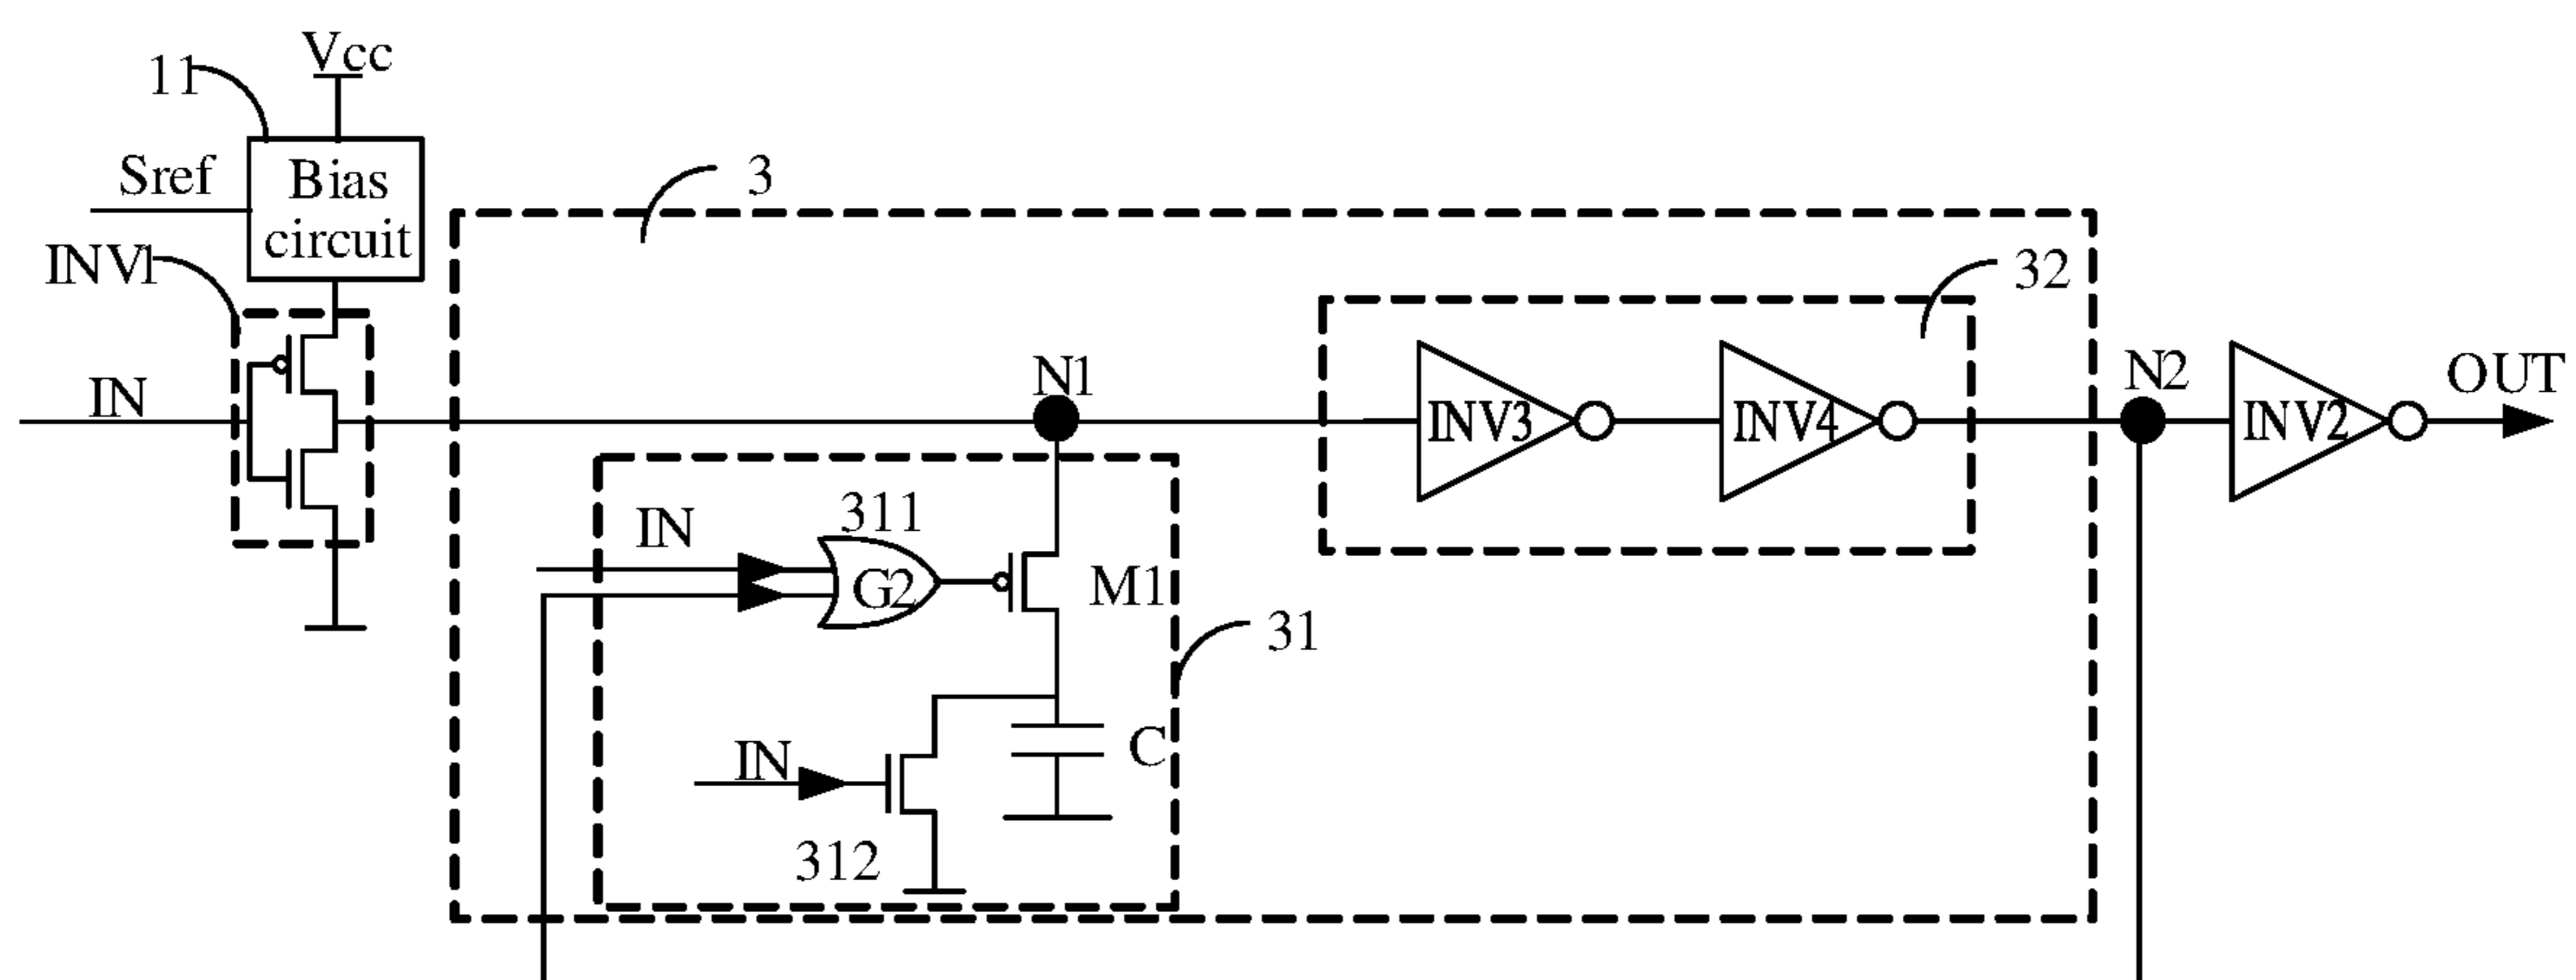 Vcc
11
Sref
Bias
circuit
3
INV1
32
IN
N1
INV3
INV4
N2
INV2
OUT
IN
311
G2
M1
31
IN
C
312